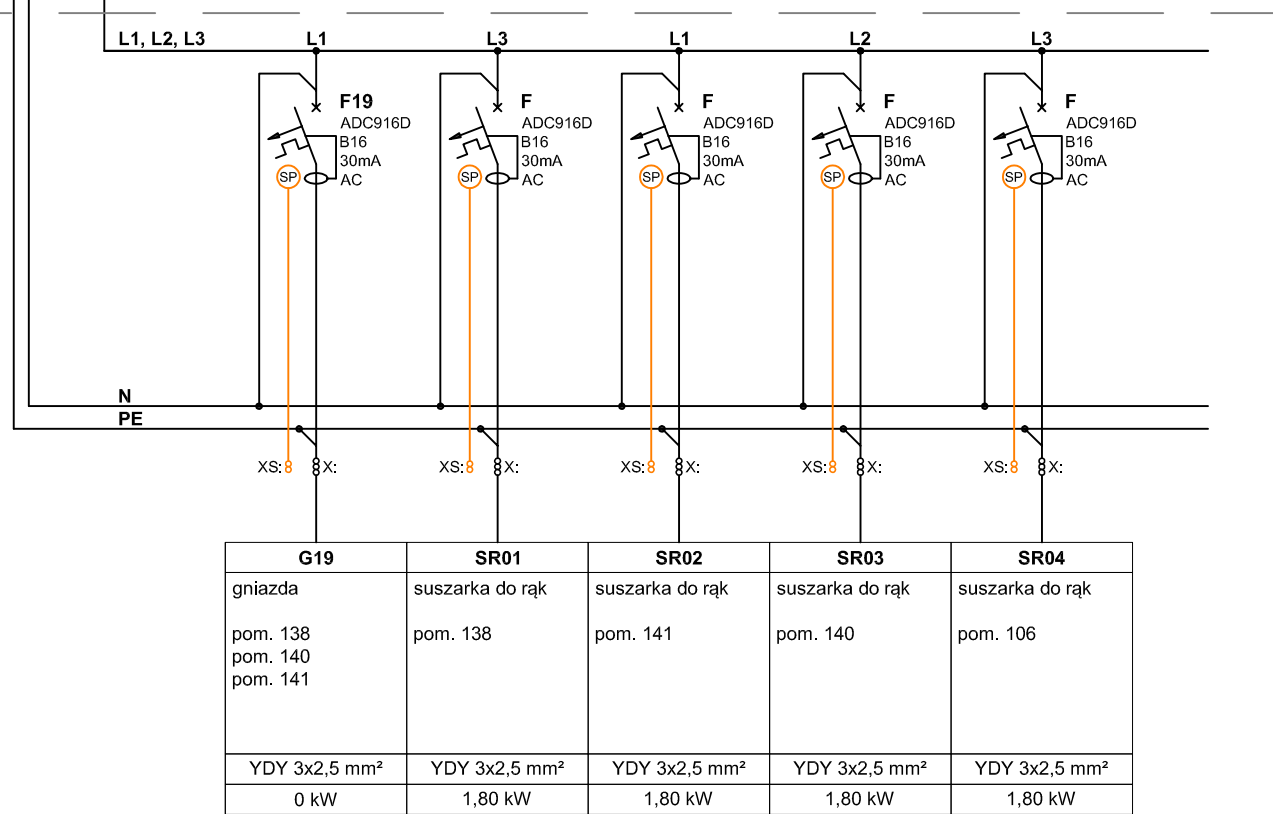 L1, L2, L3
L1
L3
L1
L2
L3
F19
ADC916D
B16
30mA
AC
SP
F
ADC916D
B16
30mA
AC
SP
F
ADC916D
B16
30mA
AC
SP
F
ADC916D
B16
30mA
AC
SP
F
ADC916D
B16
30mA
AC
SP
N
PE
XS:
X:
XS:
X:
XS:
X:
XS:
X:
XS:
X:
G19
gniazda
pom. 138
pom. 140
pom. 141
YDY 3x2,5 mm²
0 kW
SR01
suszarka do rąk
pom. 138
YDY 3x2,5 mm²
1,80 kW
SR02
suszarka do rąk
pom. 141
YDY 3x2,5 mm²
1,80 kW
SR03
suszarka do rąk
pom. 140
YDY 3x2,5 mm²
1,80 kW
SR04
suszarka do rąk
pom. 106
YDY 3x2,5 mm²
1,80 kW